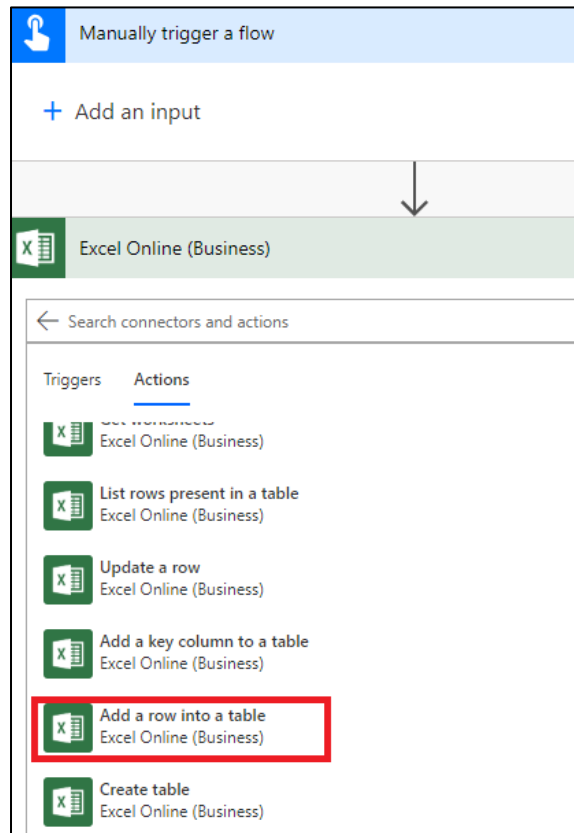 Manually trigger a flow
+ Add an input
Excel Online (Business)
Search connectors and actions
Triggers Actions
Get worksheets
Excel Online (Business)
List rows present in a table
Excel Online (Business)
Update a row
Excel Online (Business)
Add a key column to a table
Excel Online (Business)
Add a row into a table
Excel Online (Business)
Create table
Excel Online (Business)